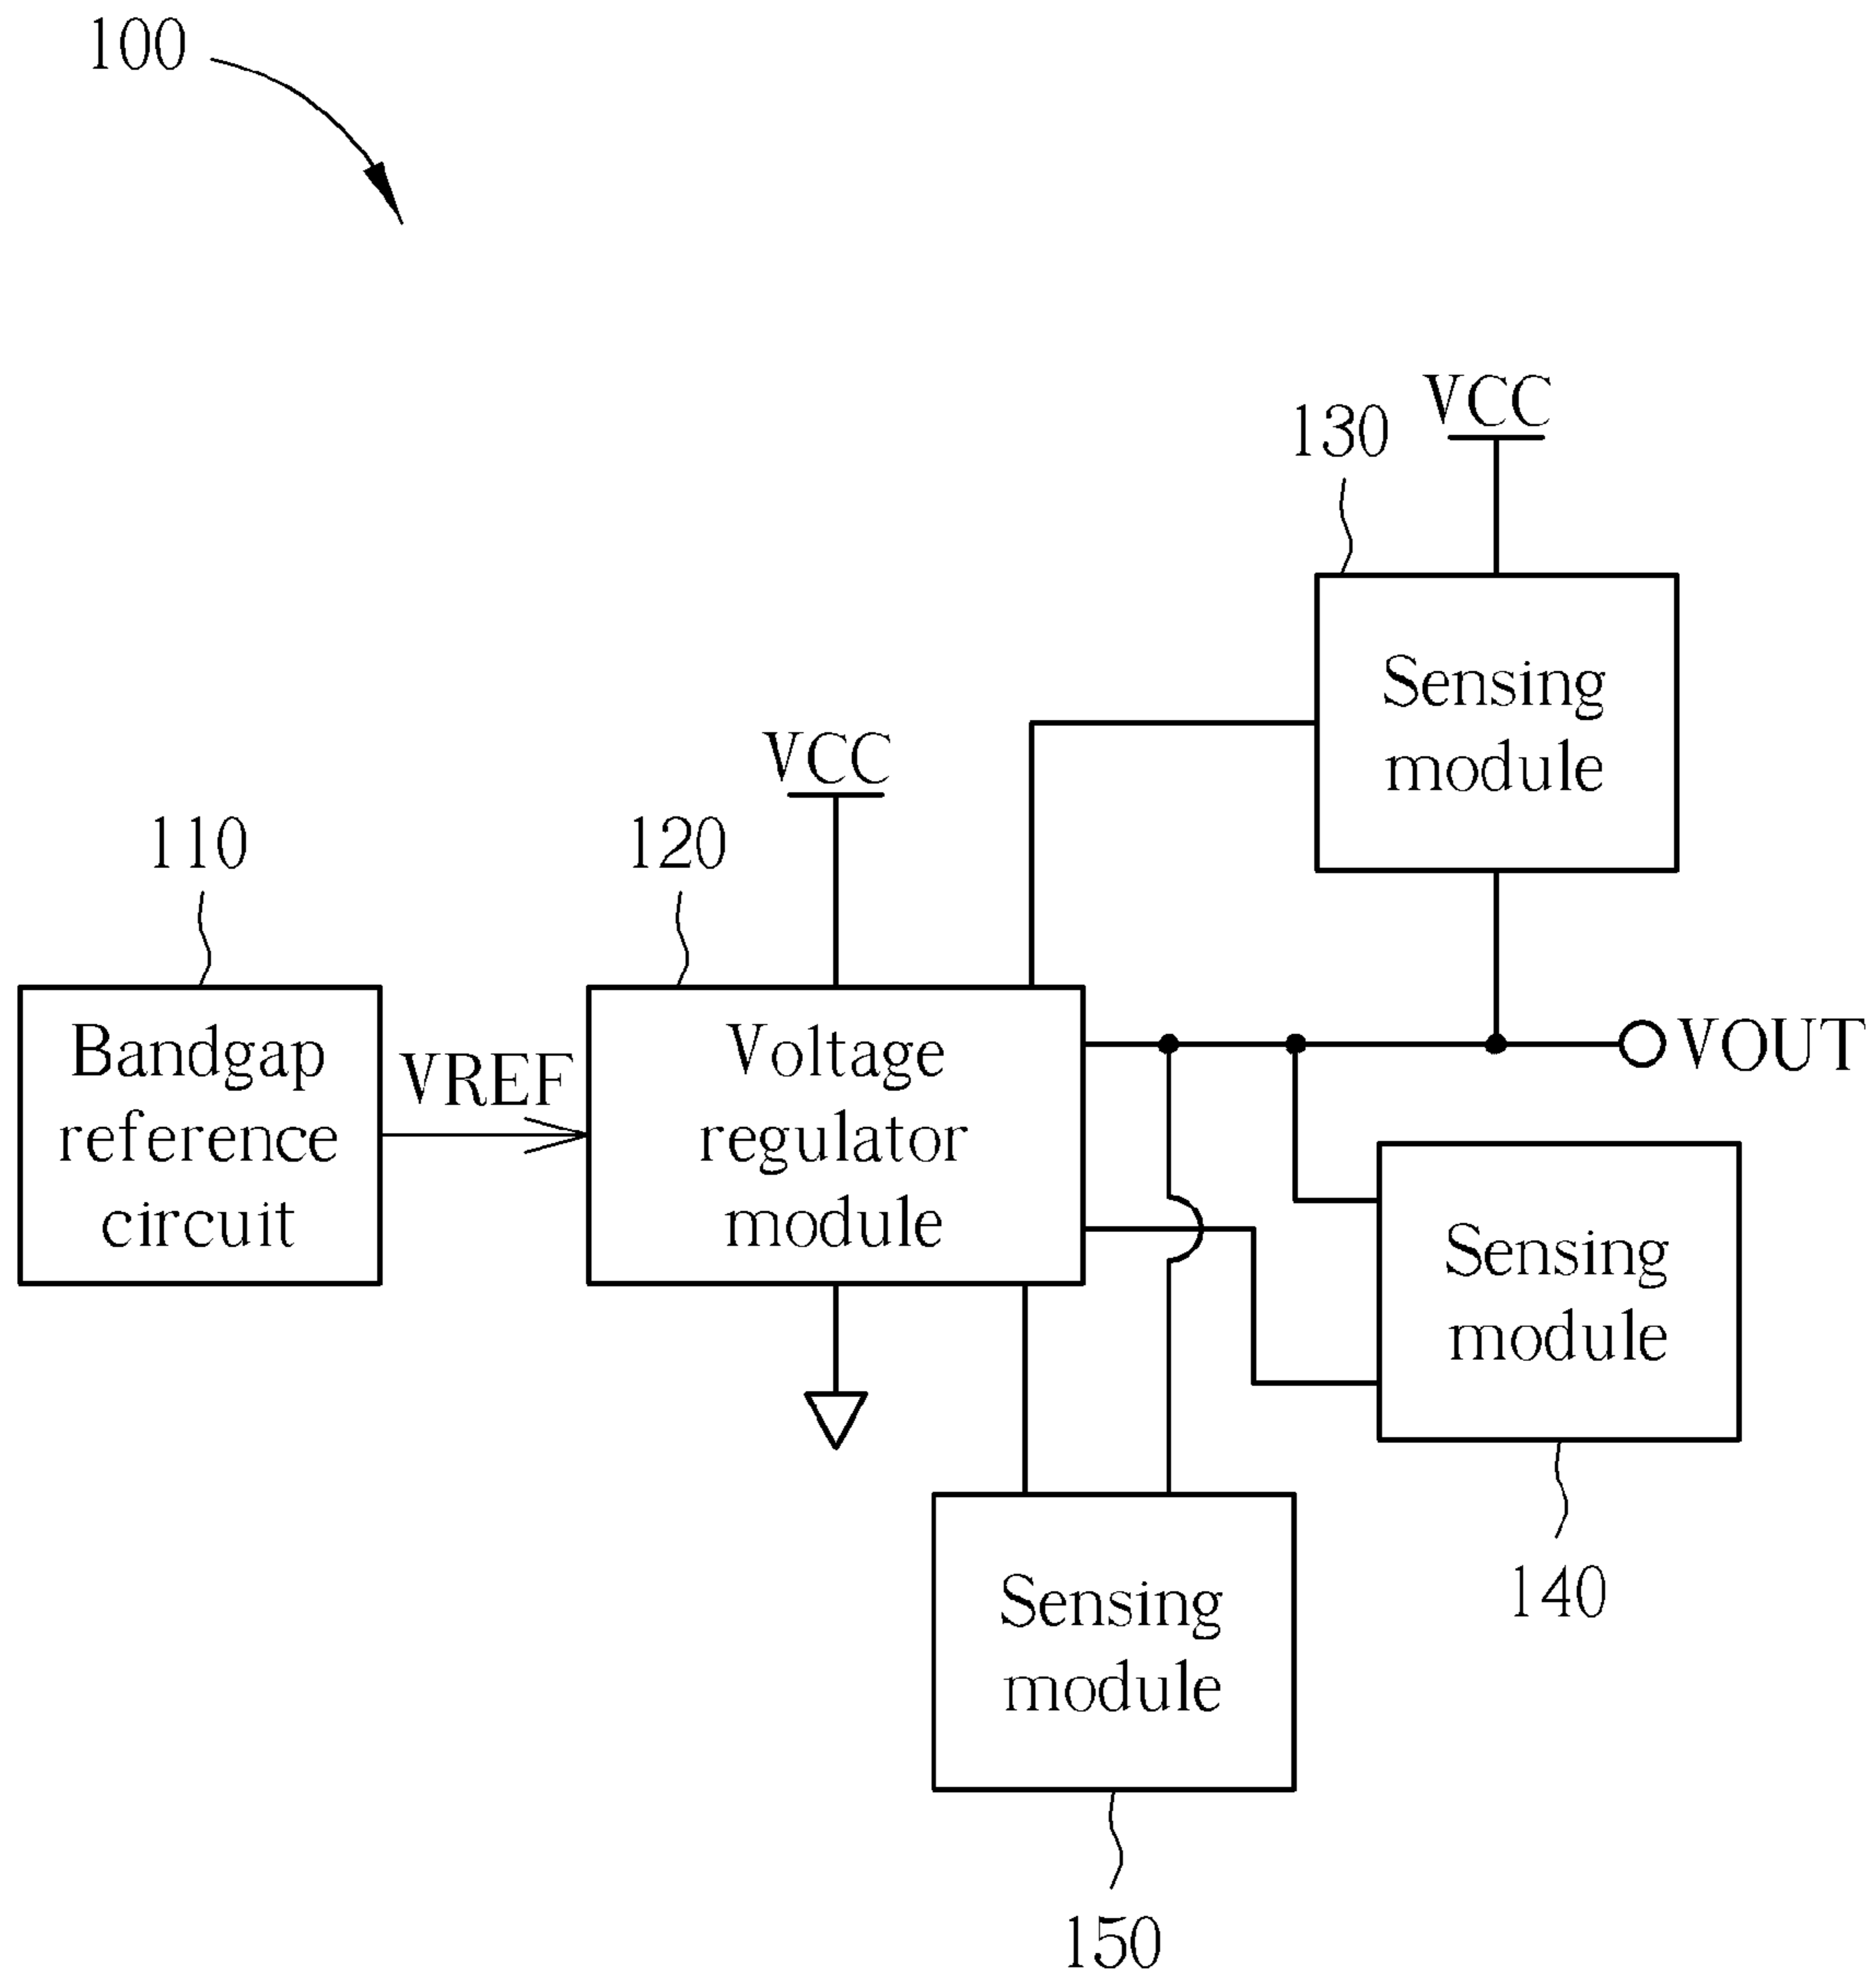 100
VCC
130
Sensing
module
VCC
110
120
Bandgap
reference
circuit
VREF
Voltage
regulator
module
VOUT
Sensing
module
140
Sensing
module
150